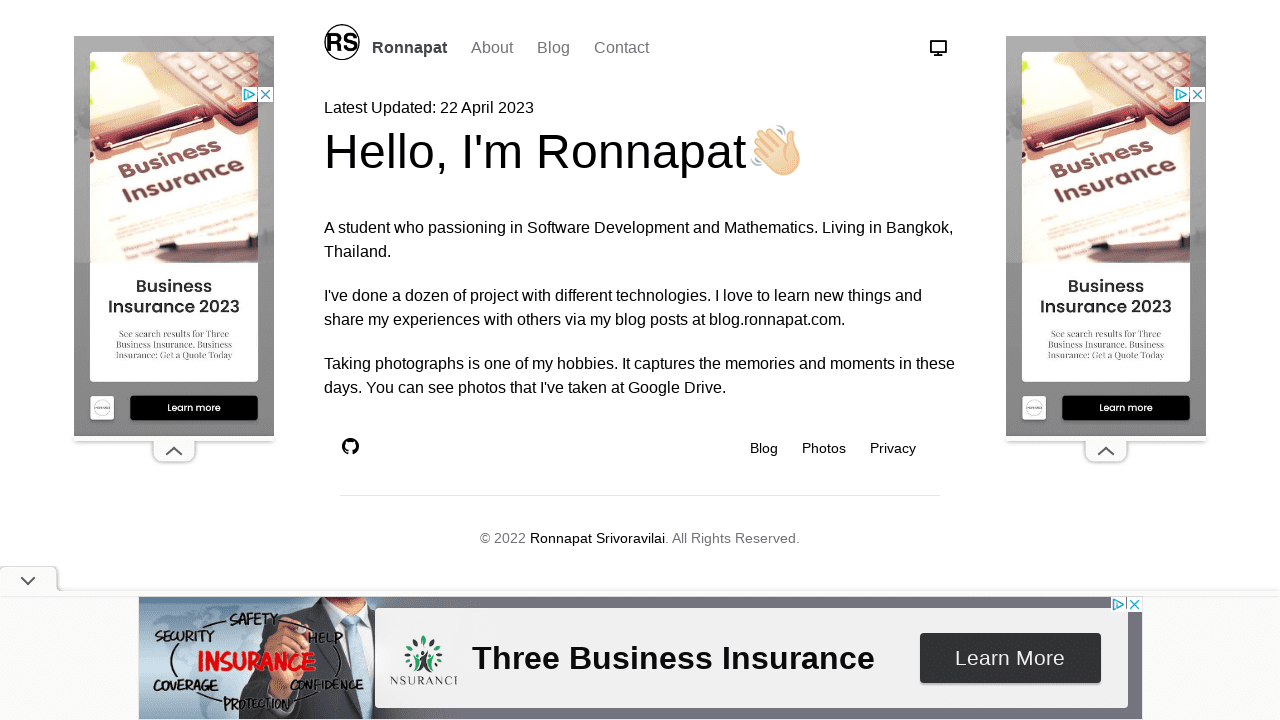 RS
Ronnapat About Blog Contact
Latest Updated: 22 April 2023
Hello, I'm Ronnapat
A student who passioning in Software Development and Mathematics. Living in Bangkok,
Thailand.
I've done a dozen of project with different technologies. I love to learn new things and
share my experiences with others via my blog posts at blog.ronnapat.com.
Taking photographs is one of my hobbies. It captures the memories and moments in these
days. You can see photos that I've taken at Google Drive.
Blog Photos Privacy
© 2022 Ronnapat Srivoravilai. All Rights Reserved.
Business
Insurance
Business
Insurance 2023
See search results for Three
Business Insurance. Business
Insurance: Get a Quote Today
Learn more
Business
Insurance
Business
Insurance 2023
See search results for Three
Business Insurance. Business
Insurance: Get a Quote Today
Learn more
SAFETY
SECURITY
HELP
INSURANCE
COVERAGE
CONFIDENCE
PROTECTION
NSURANCI
Three Business Insurance
Learn More